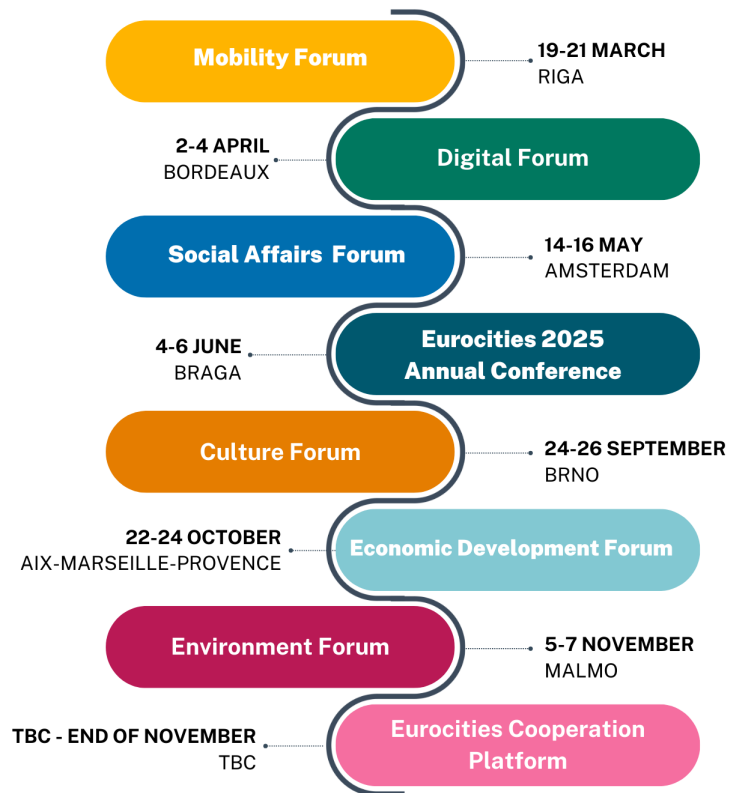 Mobility Forum
19-21 MARCH
RIGA
2-4 APRIL
BORDEAUX
Digital Forum
Social Affairs Forum
14-16 MAY
AMSTERDAM
4-6 JUNE
BRAGA
Eurocities 2025
Annual Conference
Culture Forum
24-26 SEPTEMBER
BRNO
22-24 OCTOBER
AIX-MARSEILLE-PROVENCE
Economic Development Forum
Environment Forum
5-7 NOVEMBER
MALMO
TBC - END OF NOVEMBER
TBC
Eurocities Cooperation
Platform